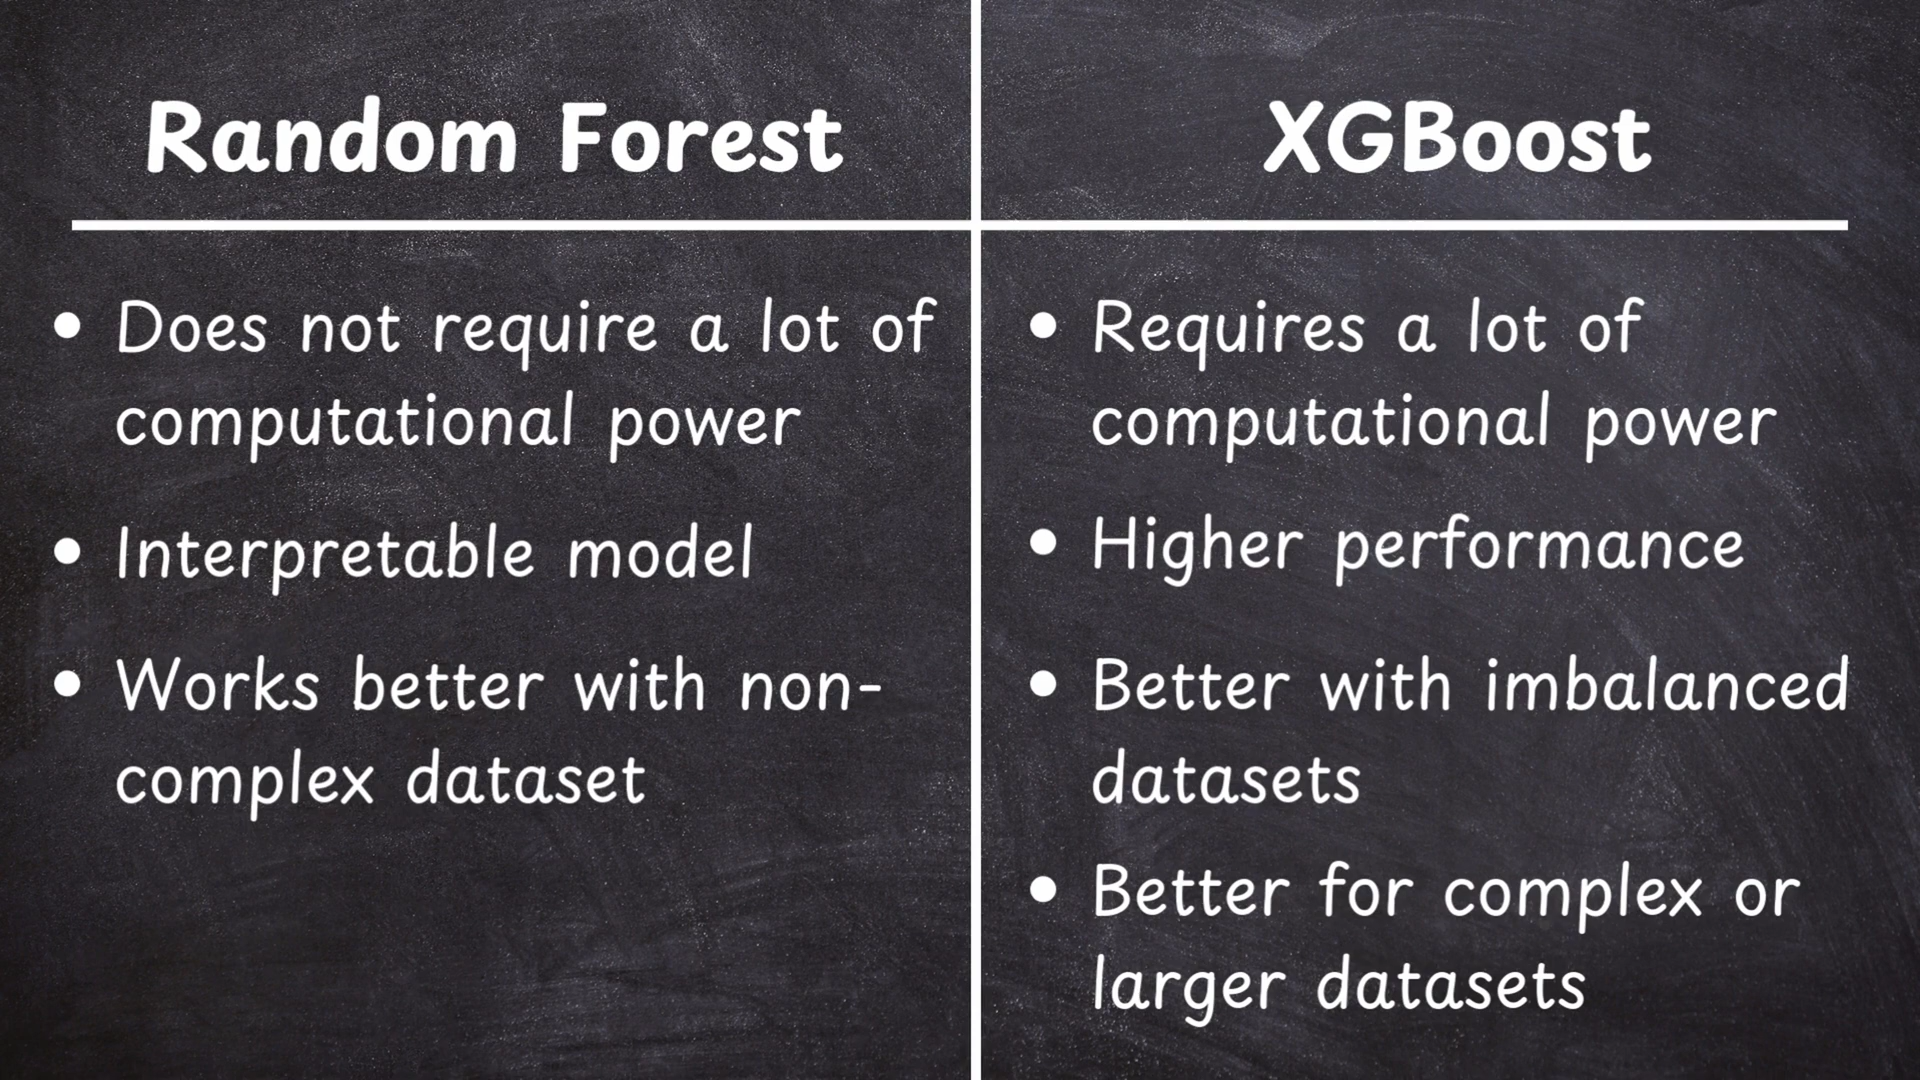 Random Forest
• Does not require a lot of
computational power
• Interpretable model
• Works better with non-
complex dataset
XGBoost
• Requires a lot of
computational power
• Higher performance
• Better with imbalanced
datasets
• Better for complex or
larger datasets